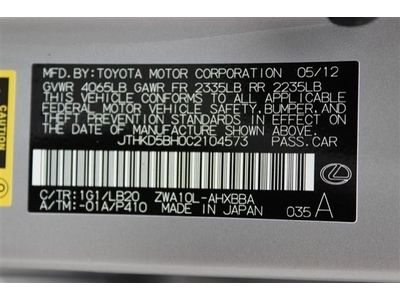 MFD.BY:TOYOTA MOTOR CORPORATION 05/12
GVWR 4065LB GAWR FR 2335LB RR 2235LB
THIS VEHICLE CONFORMS TO ALL APPLICABLE
FEDERAL MOTOR VEHICLE SAFETY,BUMPER,AND
THEFT PREVENTION STANDARDS IN EFFECT ON
THE DATE OF MANUFACTURE SHOWN ABOVE.
JTHKD5BH0C2104573 PASS.CAR
C/TR:1G1/LB20 ZWA10L-AHXBBA
A/TM:-01A/P410 MADE IN JAPAN 035 A
CAUTION